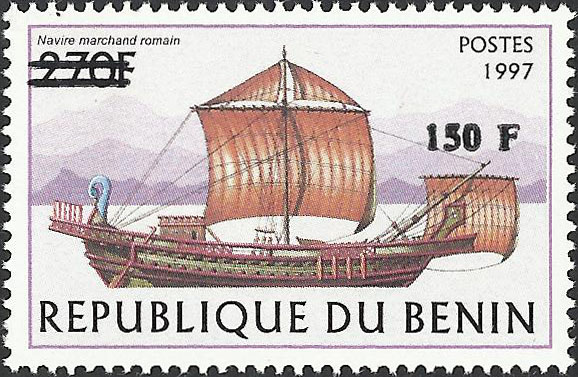 Navire marchand romain
270F
POSTES
1997
150 F
REPUBLIQUE DU BENIN